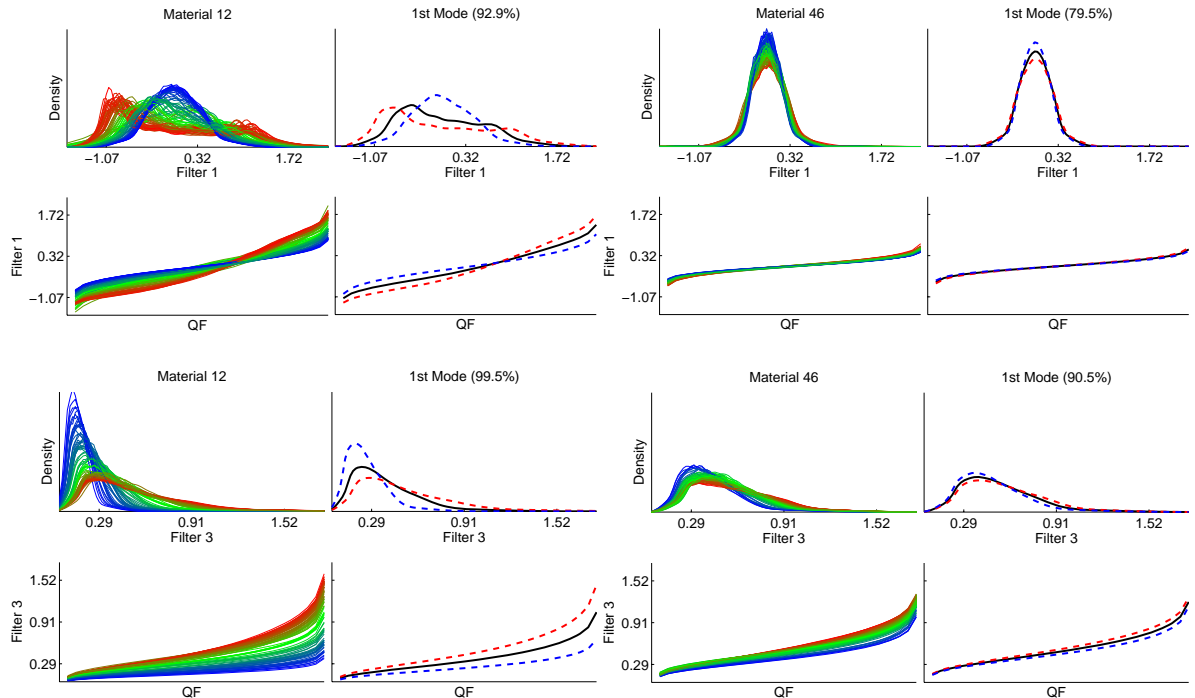 Material 12
1st Mode (92.9%)
Material 46
1st Mode (79.5%)
Density
−1.07 0.32 1.72
Filter 1
−1.07 0.32 1.72
Filter 1
Density
−1.07 0.32 1.72
Filter 1
−1.07 0.32 1.72
Filter 1
Filter 1
1.72
0.32
−1.07
QF
QF
Filter 1
1.72
0.32
−1.07
QF
QF
Material 12
1st Mode (99.5%)
Material 46
1st Mode (90.5%)
Density
0.29 0.91 1.52
Filter 3
0.29 0.91 1.52
Filter 3
Density
0.29 0.91 1.52
Filter 3
0.29 0.91 1.52
Filter 3
Filter 3
1.52
0.91
0.29
QF
QF
Filter 3
1.52
0.91
0.29
QF
QF